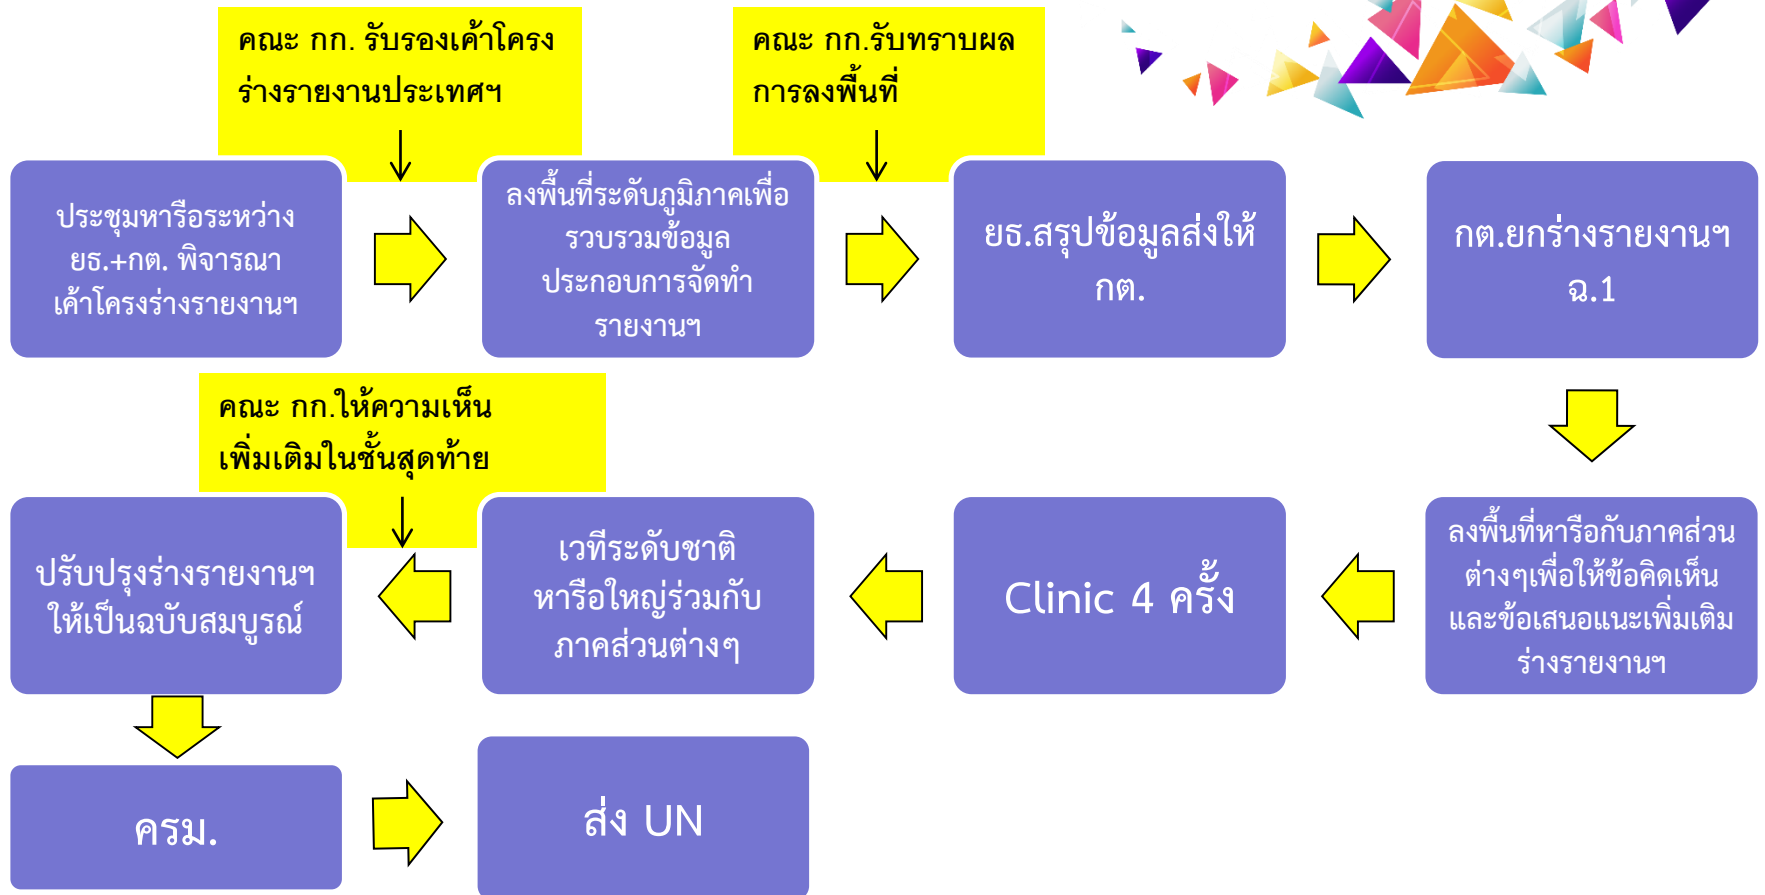 คณะ กก. รับรองเค้าโครง
ร่างรายงานประเทศฯ
คณะ กก.รับทราบผล
การลงพื้นที่
ประชุมหารือระหว่าง
ยธ.+กต. พิจารณา
เค้าโครงร่างรายงานฯ
ลงพื้นที่ระดับภูมิภาคเพื่อ
รวบรวมข้อมูล
ประกอบการจัดทำ
รายงานฯ
ยธ.สรุปข้อมูลส่งให้
กต.
กต.ยกร่างรายงานฯ
ฉ.1
คณะ กก.ให้ความเห็น
เพิ่มเติมในชั้นสุดท้าย
ลงพื้นที่หารือกับภาคส่วน
ต่างๆเพื่อให้ข้อคิดเห็น
และข้อเสนอแนะเพิ่มเติม
ร่างรายงานฯ
Clinic 4 ครั้ง
เวทีระดับชาติ
หารือใหญ่ร่วมกับ
ภาคส่วนต่างๆ
ปรับปรุงร่างรายงานฯ
ให้เป็นฉบับสมบูรณ์
ครม.
ส่ง UN